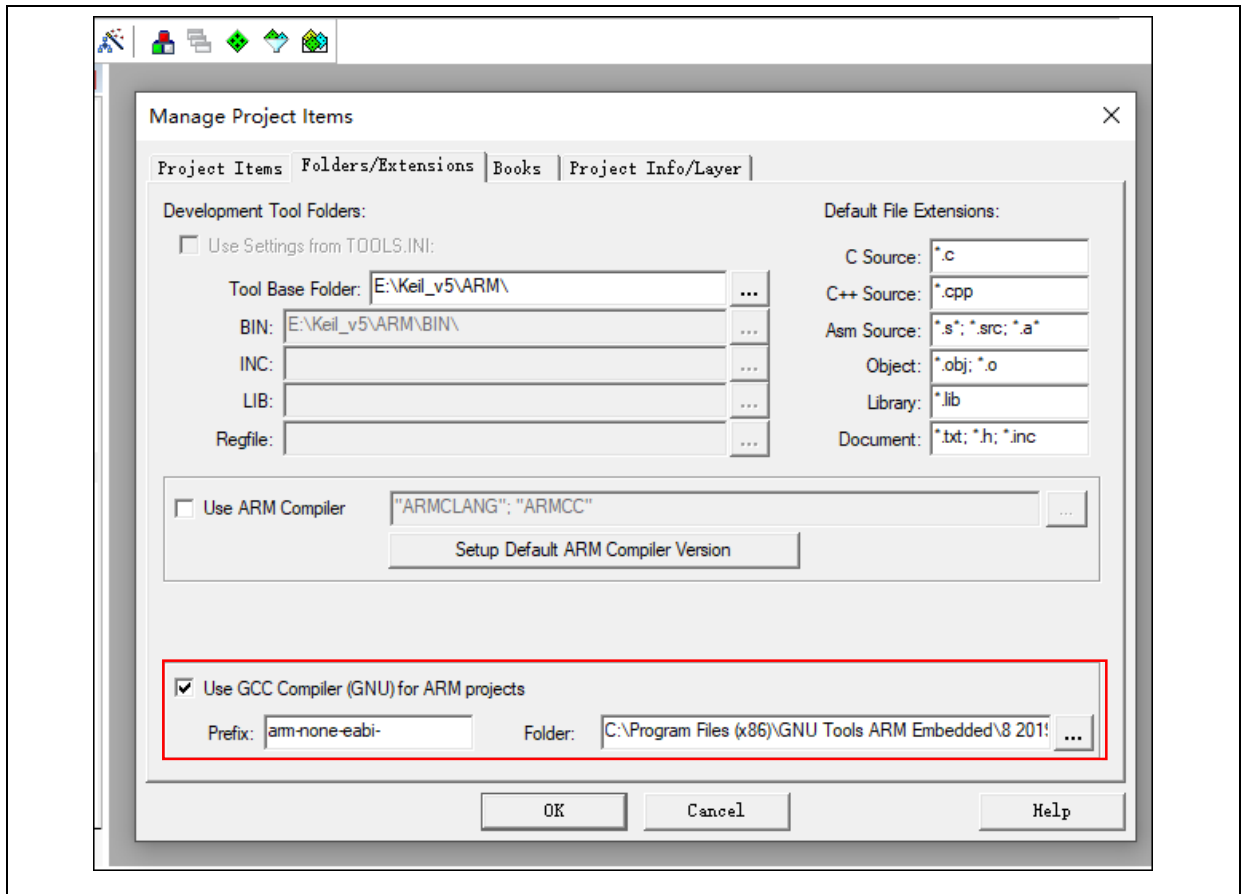 Manage Project Items
Project Items Folders/Extensions Books Project Info/Layer
Development Tool Folders:
Default File Extensions:
Use Settings from TOOLS.INI:
C Source: *.c
Tool Base Folder: E:\Keil_v5\ARM\ ...
C++ Source: *.cpp
BIN: E:\Keil_v5\ARM\BIN\ ...
Asm Source: *.s*; *.src; *.a*
INC: ...
Object: *.obj; *.o
LIB: ...
Library: *.lib
Regfile: ...
Document: *.txt; *.h; *.inc
Use ARM Compiler "ARMCLANG"; "ARMCC" ...
Setup Default ARM Compiler Version
Use GCC Compiler (GNU) for ARM projects
Prefix: arm-none-eabi- Folder: C:\Program Files (x86)\GNU Tools ARM Embedded\8 201 ...
OK Cancel Help